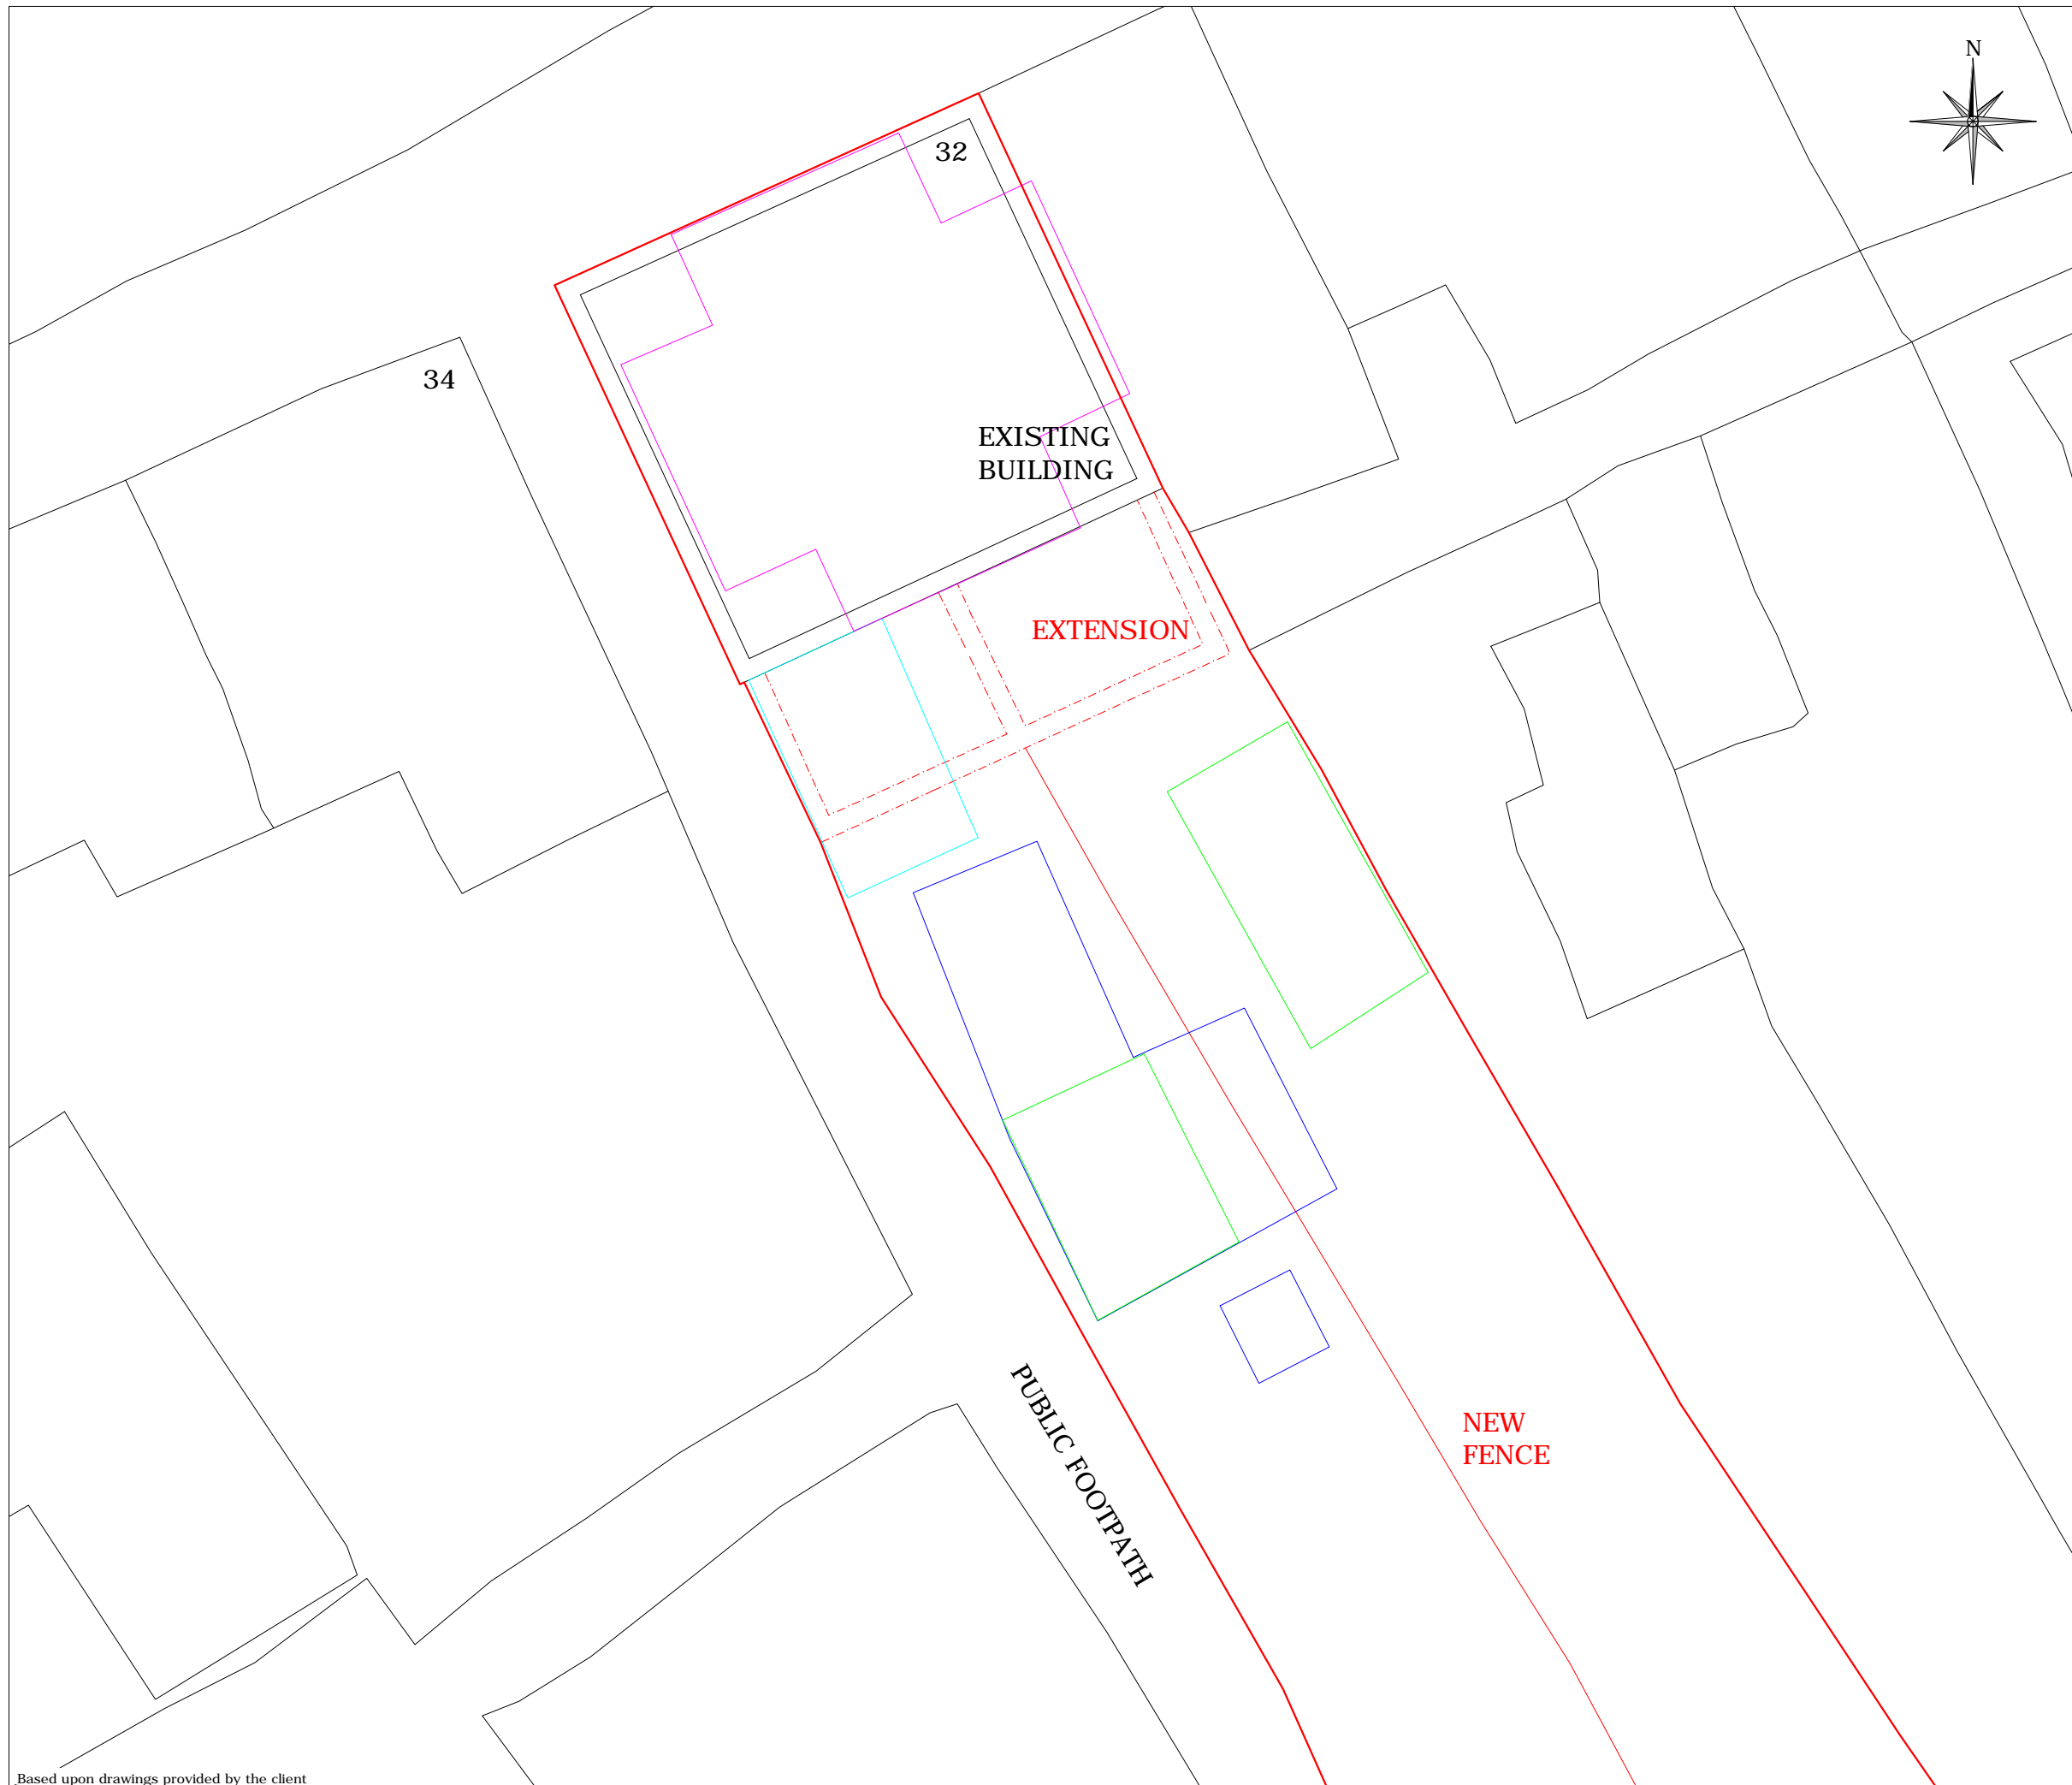 N
32
34
EXISTING
BUILDING
EXTENSION
PUBLIC FOOTPATH
NEW
FENCE
Based upon drawings provided by the client